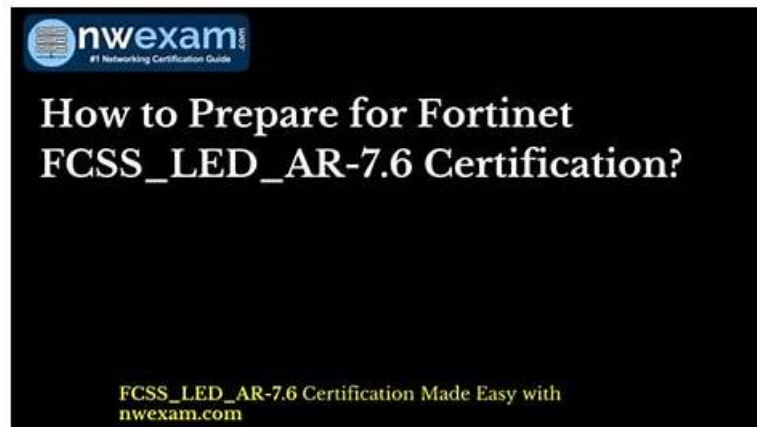 nwexam.com
#1 Networking Certification Guide
How to Prepare for Fortinet
FCSS_LED_AR-7.6 Certification?
FCSS_LED_AR-7.6 Certification Made Easy with
nwexam.com